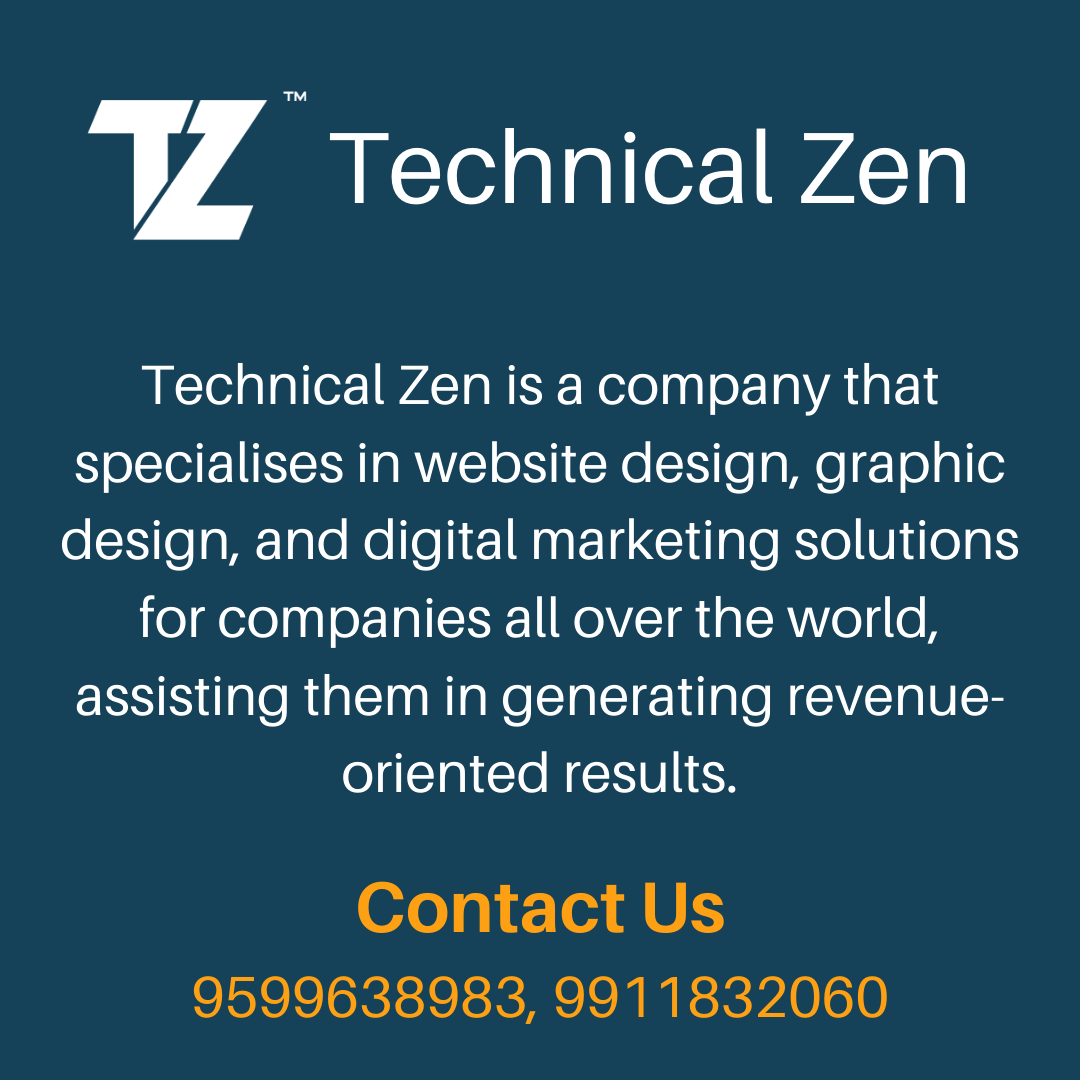 TZ™ Technical Zen
Technical Zen is a company that
specialises in website design, graphic
design, and digital marketing solutions
for companies all over the world,
assisting them in generating revenue-
oriented results.
Contact Us
9599638983, 9911832060